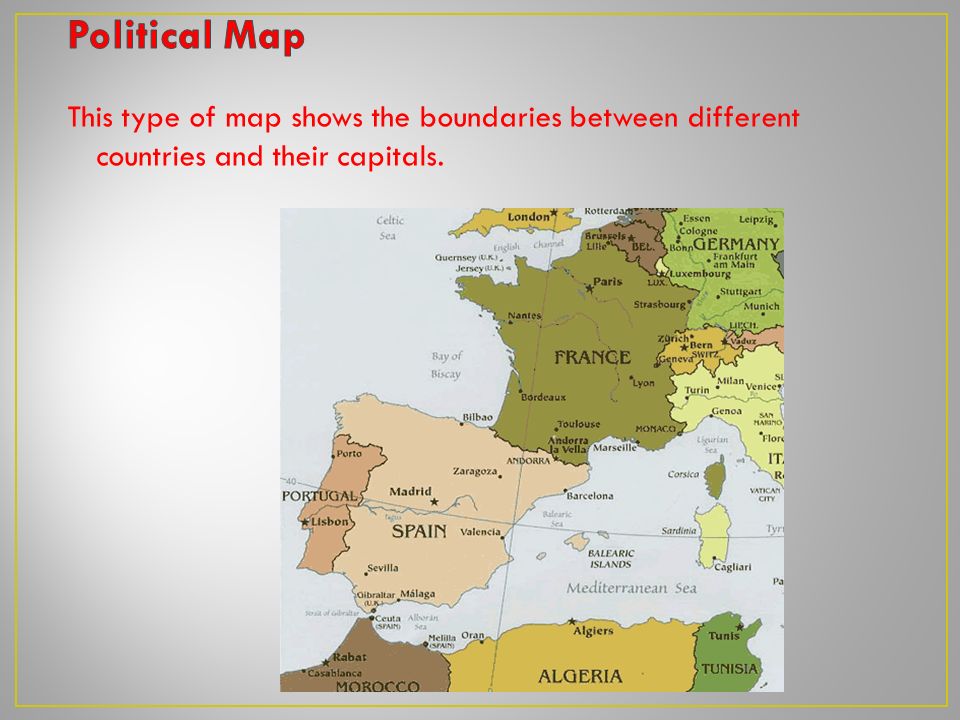 Political Map
This type of map shows the boundaries between different
countries and their capitals.
Celtic
Sea
London
Rotterdam
Essen
Leipzig
Cologne
Bonn
Brussels
Lille
BEL.
GERMANY
English Channel
Guernsey (U.K.)
Jersey (U.K.)
Frankfurt
am Main
LUX.
Luxembourg
Paris
Strasbourg
Stuttgart
Munich
Nantes
LIECH.
Zürich
Bern
Vaduz
SWITZ.
Geneva
Bay of
Biscay
FRANCE
Lyon
Milan
Venice
Turin
Bordeaux
Genoa
SAN
MARINO
Bilbao
Toulouse
MONACO
Andorra
la Vella
Marseille
Ligurian
Sea
Porto
ANDORRA
Zaragoza
Corsica
VATICAN
CITY
40
PORTUGAL
Madrid
Barcelona
Lisbon
Tagus
Balearic
Sea
SPAIN
Valencia
Sardinia
BALEARIC
ISLANDS
Sevilla
Cagliari
Mediterranean Sea
Gibraltar (U.K.)
Málaga
Strait of Gibraltar
Ceuta
(SPAIN)
Alborán
Sea
Melilla
(SPAIN)
Oran
Algiers
Tunis
Rabat
Casablanca
MOROCCO
ALGERIA
TUNISIA